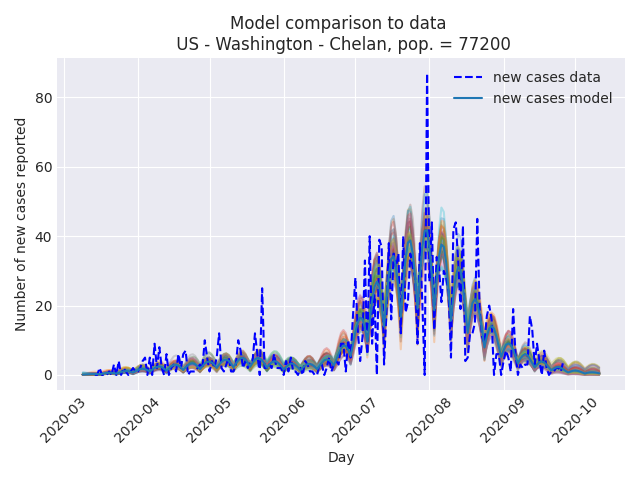 Model comparison to data
US - Washington - Chelan, pop. = 77200
new cases data
new cases model
Number of new cases reported
80
60
40
20
0
2020-03
2020-04
2020-05
2020-06
2020-07
2020-08
2020-09
2020-10
Day